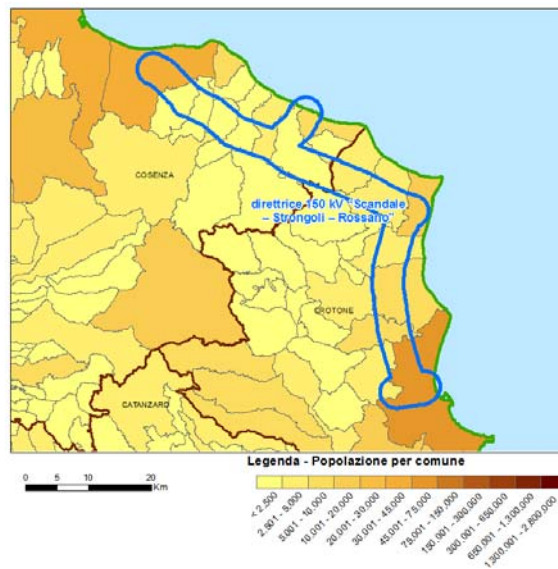 COSENZA
direttrice 150 kV "Scandale
– Strongoli – Rossano"
CROTONE
CATANZARO
Legenda - Popolazione per comune
0 5 10 20
Km
< 2.500
2.501 - 5.000
5.001 - 10.000
10.001 - 20.000
20.001 - 30.000
30.001 - 45.000
45.001 - 75.000
75.001 - 150.000
150.001 - 300.000
300.001 - 650.000
650.001 - 1.300.000
1.300.001 - 2.800.000